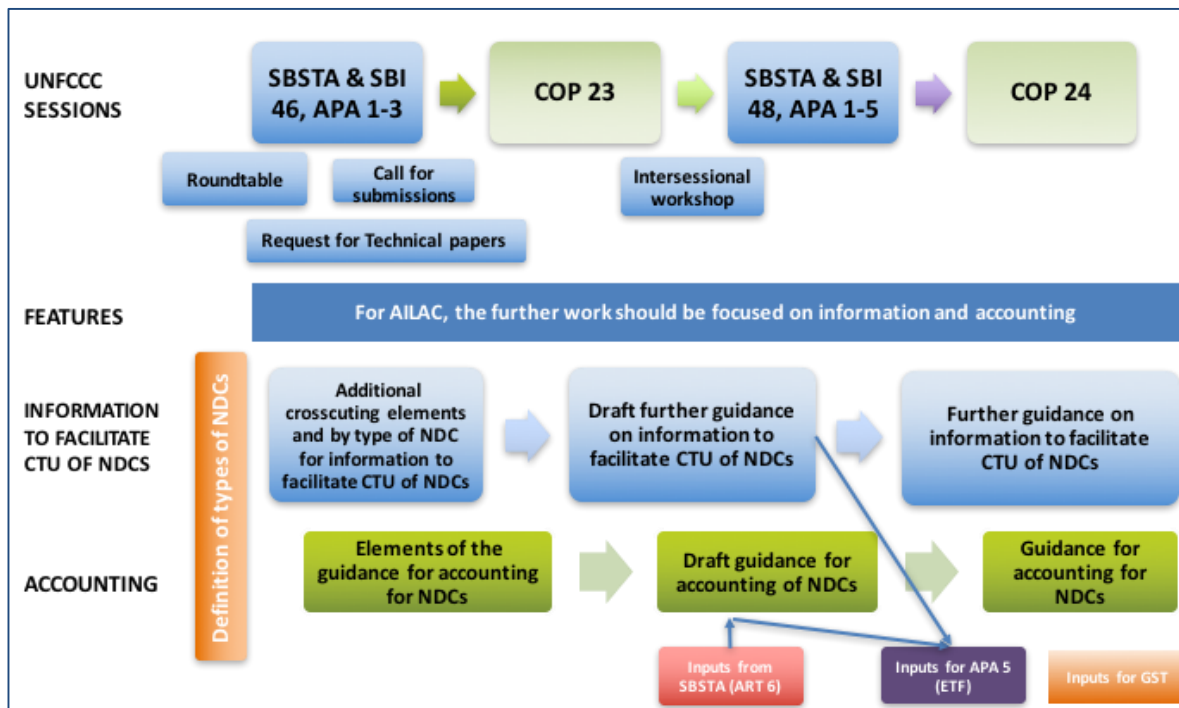 UNFCCC
SESSIONS
SBSTA & SBI
46, APA 1-3
COP 23
SBSTA & SBI
48, APA 1-5
COP 24
Roundtable
Call for
submissions
Intersessional
workshop
Request for Technical papers
FEATURES
For AILAC, the further work should be focused on information and accounting
Definition of types of NDCs
INFORMATION
TO FACILITATE
CTU OF NDCS
Additional
crosscuting elements
and by type of NDC
for information to
facilitate CTU of NDCs
Draft further guidance
on information to
facilitate CTU of NDCs
Further guidance on
information to facilitate
CTU of NDCs
ACCOUNTING
Elements of the
guidance for accounting
for NDCs
Draft guidance for
accounting of NDCs
Guidance for
accounting for
NDCs
Inputs from
SBSTA (ART 6)
Inputs for APA 5
(ETF)
Inputs for GST